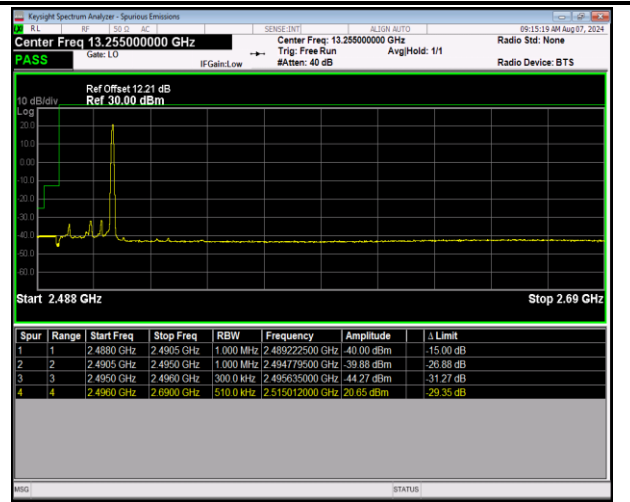 Keysight Spectrum Analyzer - Spurious Emissions
RL RF 50 Ω AC SENSE:INT ALIGN AUTO 09:15:19 AM Aug 07, 2024
Center Freq 13.255000000 GHz Center Freq: 13.255000000 GHz Radio Std: None
PASS Gate: LO IFGain:Low Trig: Free Run Avg|Hold: 1/1
#Atten: 40 dB Radio Device: BTS
Ref Offset 12.21 dB
10 dB/div Ref 30.00 dBm
Log
20.0
10.0
0.00
-10.0
-20.0
-30.0
-40.0
-50.0
-60.0
Start 2.488 GHz Stop 2.69 GHz
Spur Range Start Freq Stop Freq RBW Frequency Amplitude Δ Limit
1 1 2.4880 GHz 2.4905 GHz 1.000 MHz 2.489222500 GHz -40.00 dBm -15.00 dB
2 2 2.4905 GHz 2.4950 GHz 1.000 MHz 2.494779500 GHz -39.88 dBm -26.88 dB
3 3 2.4950 GHz 2.4960 GHz 300.0 kHz 2.495635000 GHz -44.27 dBm -31.27 dB
4 4 2.4960 GHz 2.6900 GHz 510.0 kHz 2.515012000 GHz 20.65 dBm -29.35 dB
MSG STATUS